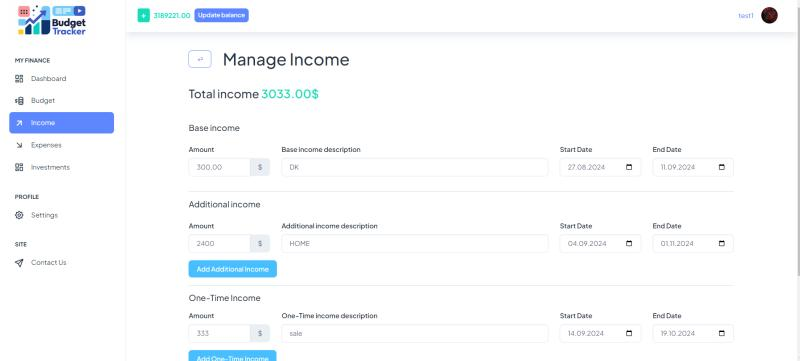 Budget
Tracker
MY FINANCE
Dashboard
Budget
Income
Expenses
Investments
PROFILE
Settings
SITE
Contact Us
+ 3189221.00 Update balance
test1
Manage Income
Total income 3033.00$
Base income
Amount Base income description Start Date End Date
300,00 $ DK 27.08.2024 11.09.2024
Additional income
Amount Additional income description Start Date End Date
2400 $ HOME 04.09.2024 01.11.2024
Add Additional Income
One-Time Income
Amount One-Time income description Start Date End Date
333 $ sale 14.09.2024 19.10.2024
Add One-Time Income